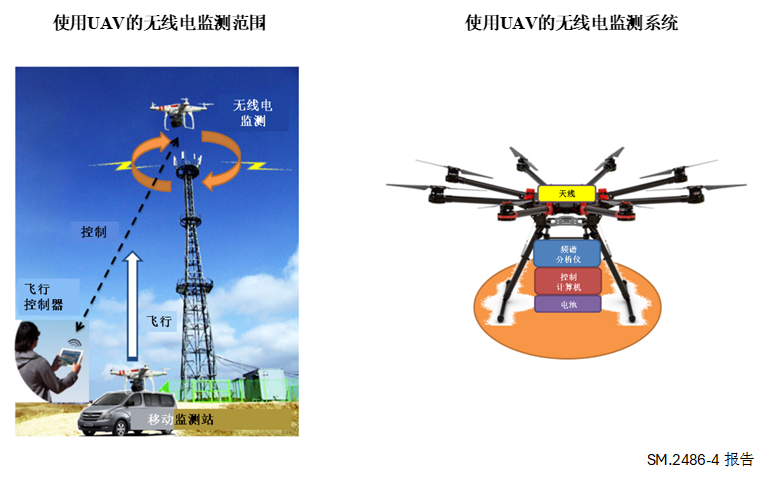 使用UAV的无线电监测范围
使用UAV的无线电监测系统
无线电
监测
控制
飞行
控制器
飞行
移动监测站
天线
频谱
分析仪
控制
计算机
电池
SM.2486-4 报告